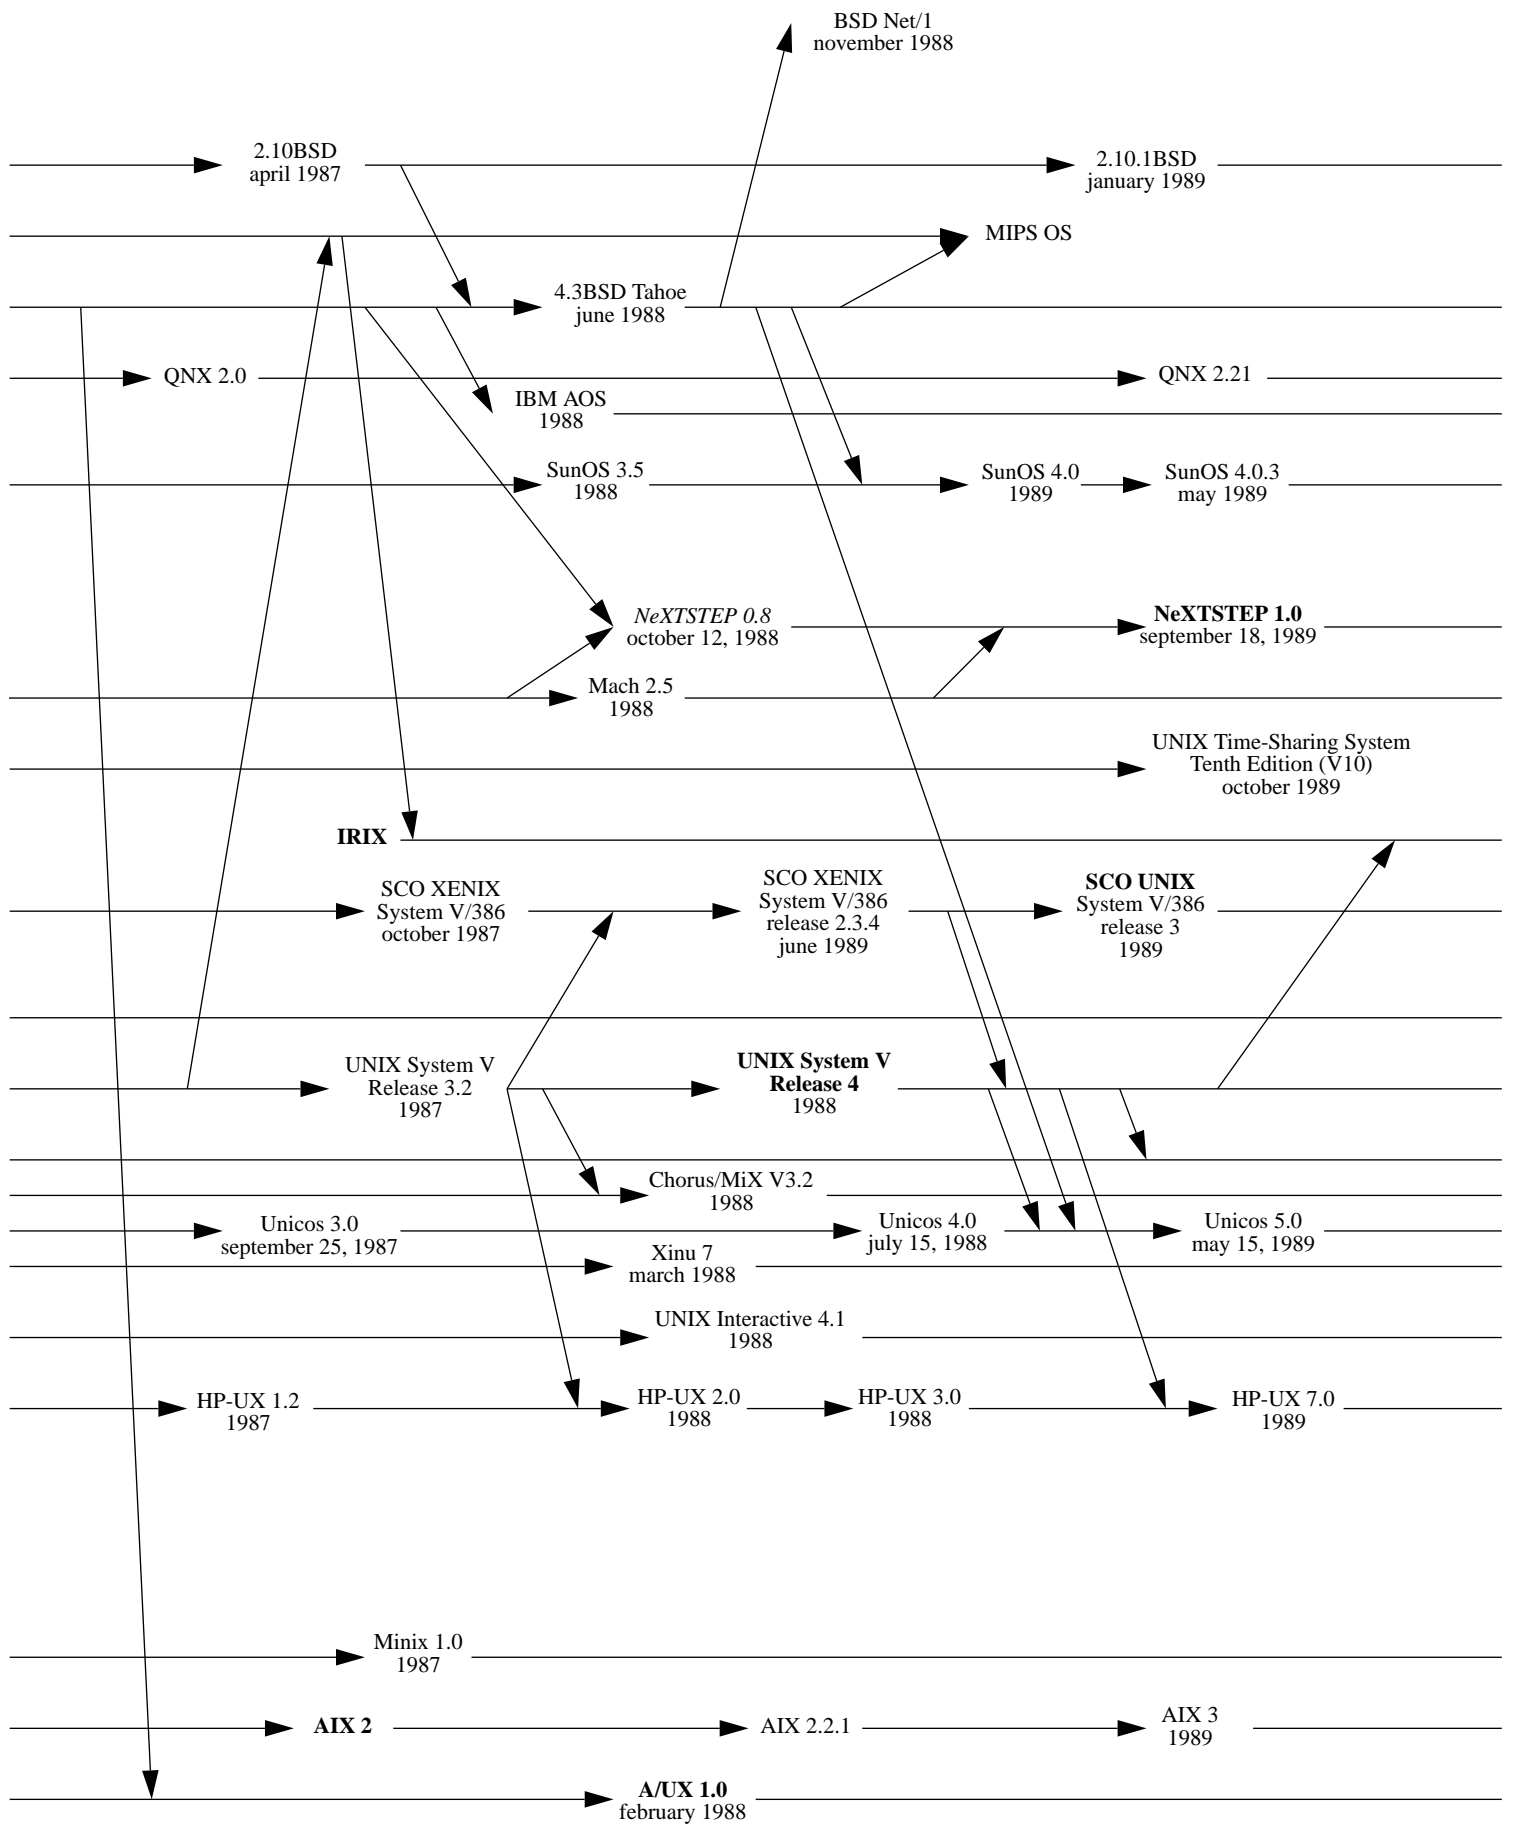 BSD Net/1
november 1988
2.10BSD
april 1987
2.10.1BSD
january 1989
MIPS OS
4.3BSD Tahoe
june 1988
QNX 2.0
QNX 2.21
IBM AOS
1988
SunOS 3.5
1988
SunOS 4.0
1989
SunOS 4.0.3
may 1989
NeXTSTEP 0.8
october 12, 1988
NeXTSTEP 1.0
september 18, 1989
Mach 2.5
1988
UNIX Time-Sharing System
Tenth Edition (V10)
october 1989
IRIX
SCO XENIX
System V/386
october 1987
SCO XENIX
System V/386
release 2.3.4
june 1989
SCO UNIX
System V/386
release 3
1989
UNIX System V
Release 3.2
1987
UNIX System V
Release 4
1988
Chorus/MiX V3.2
1988
Unicos 3.0
september 25, 1987
Unicos 4.0
july 15, 1988
Unicos 5.0
may 15, 1989
Xinu 7
march 1988
UNIX Interactive 4.1
1988
HP-UX 1.2
1987
HP-UX 2.0
1988
HP-UX 3.0
1988
HP-UX 7.0
1989
Minix 1.0
1987
AIX 2
AIX 2.2.1
AIX 3
1989
A/UX 1.0
february 1988